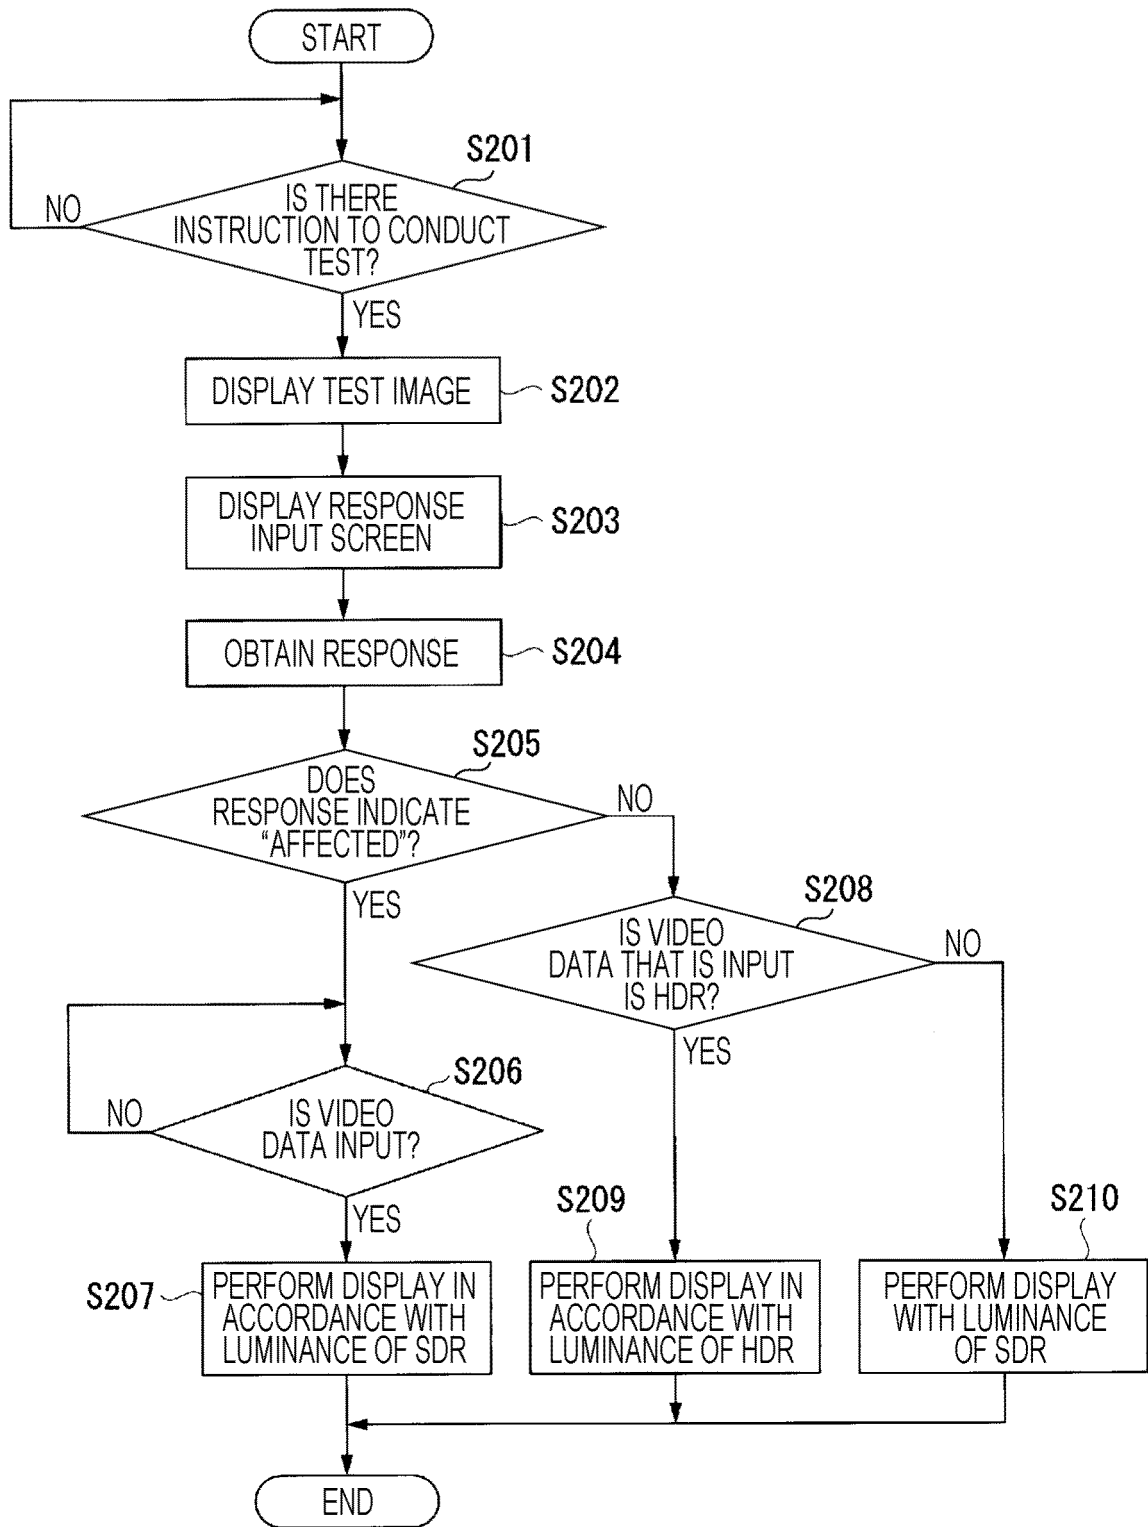 START
S201
IS THERE
INSTRUCTION TO CONDUCT
TEST?
NO
YES
DISPLAY TEST IMAGE
S202
DISPLAY RESPONSE
INPUT SCREEN
S203
OBTAIN RESPONSE
S204
S205
DOES
RESPONSE INDICATE
“AFFECTED”?
NO
YES
S208
IS VIDEO
DATA THAT IS INPUT
IS HDR?
NO
YES
S206
IS VIDEO
DATA INPUT?
NO
YES
S207
PERFORM DISPLAY IN
ACCORDANCE WITH
LUMINANCE OF SDR
S209
PERFORM DISPLAY IN
ACCORDANCE WITH
LUMINANCE OF HDR
S210
PERFORM DISPLAY
WITH LUMINANCE
OF SDR
END